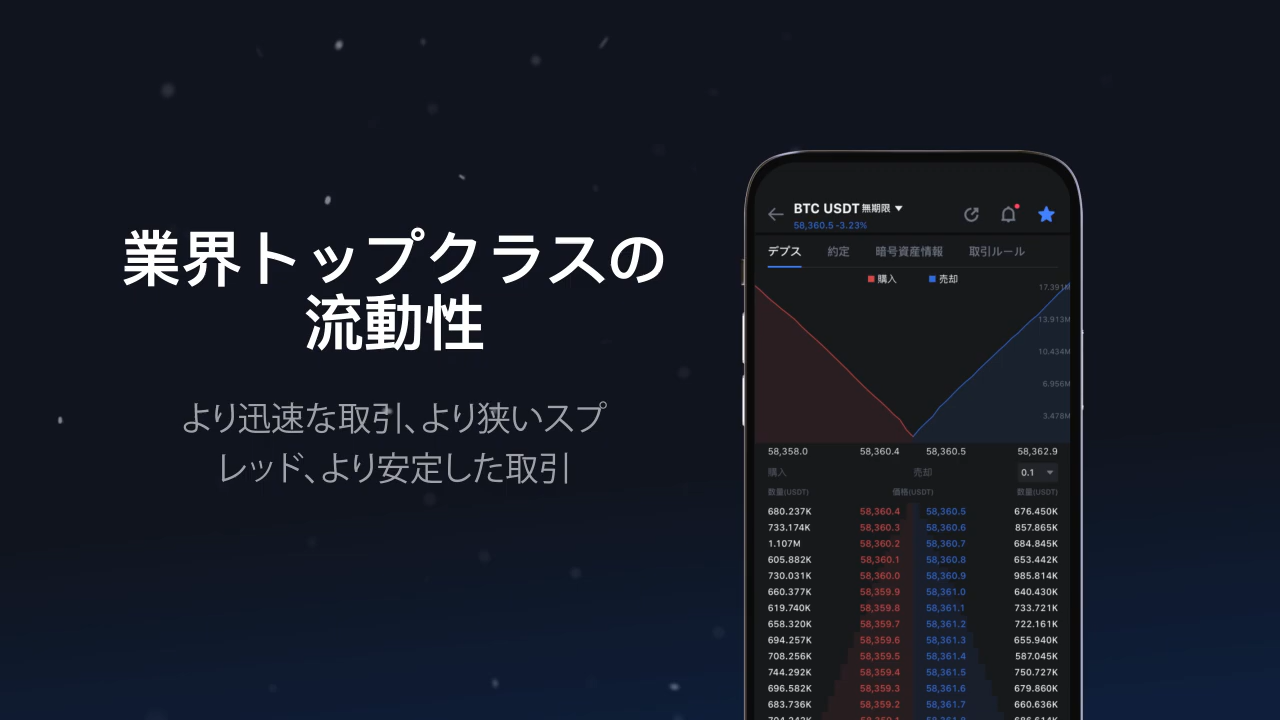 業界トップクラスの
流動性
より迅速な取引、より狭いスプ
レッド、より安定した取引
BTC USDT 無期限
58,360.5 -3.23%
デプス 約定 暗号資産情報 取引ルール
購入 売却
17.391M
13.913M
10.434M
6.956M
3.478M
58,358.0 58,360.4 58,360.5 58,362.9
購入 売却 0.1
数量(USDT) 価格(USDT) 数量(USDT)
680.237K 58,360.4 58,360.5 676.450K
733.174K 58,360.3 58,360.6 857.865K
1.107M 58,360.2 58,360.7 684.845K
605.882K 58,360.1 58,360.8 653.442K
730.031K 58,360.0 58,360.9 985.814K
660.377K 58,359.9 58,361.0 640.430K
619.740K 58,359.8 58,361.1 733.721K
658.320K 58,359.7 58,361.2 722.161K
694.257K 58,359.6 58,361.3 655.940K
708.256K 58,359.5 58,361.4 587.045K
744.292K 58,359.4 58,361.5 750.727K
696.582K 58,359.3 58,361.6 679.860K
683.736K 58,359.2 58,361.7 660.636K